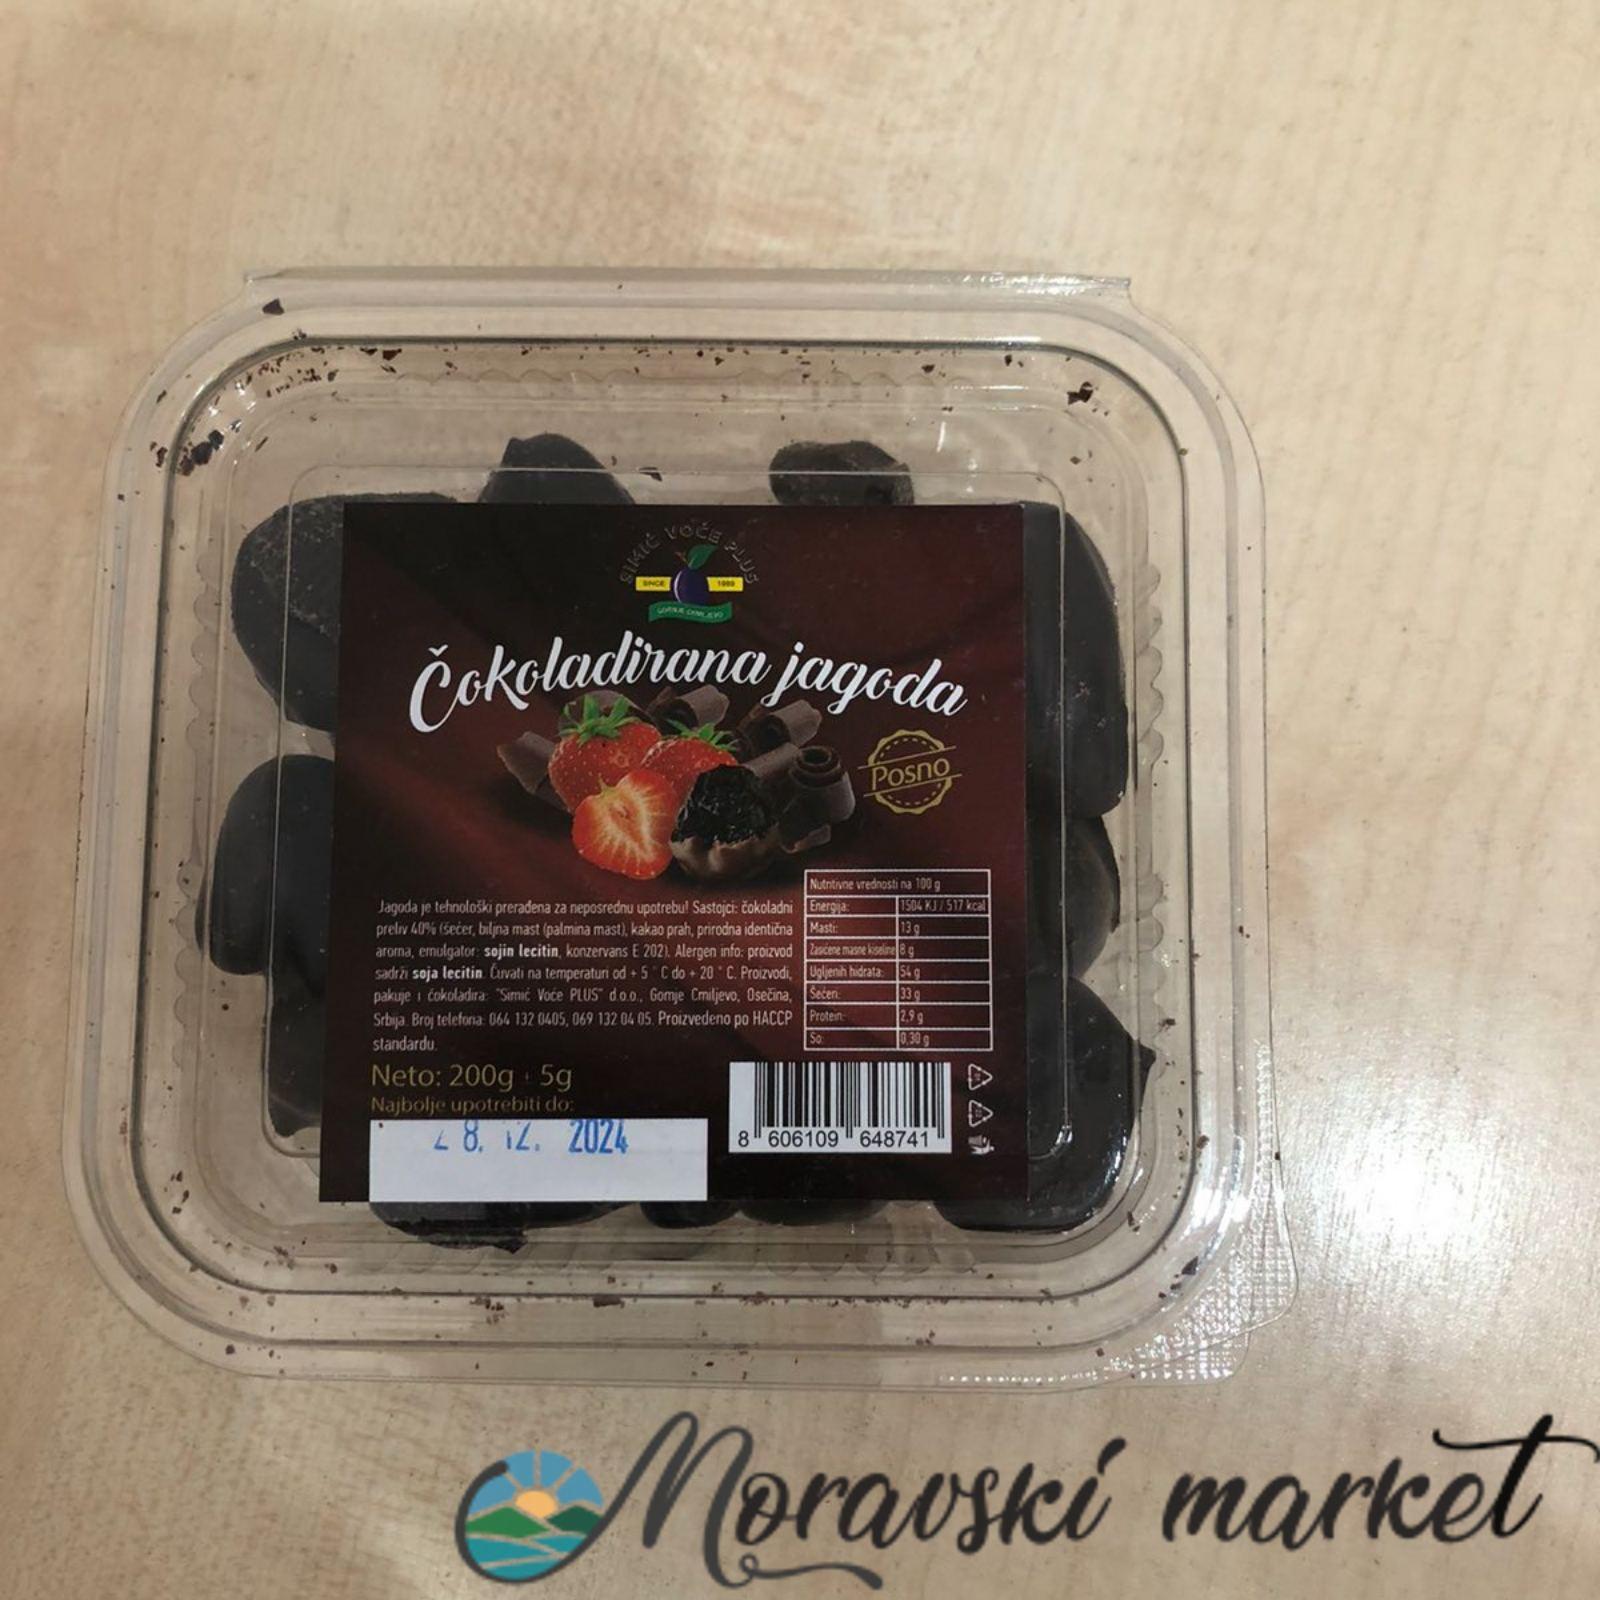 SIMIĆ VOĆE PLUS
SINCE 1989
Čokoladirana jagoda
Posno
Jagoda je tehnološki prerađena za neposrednu upotrebu! Sastojci: čokoladni
preliv 40% (šećer, biljna mast (palmina mast), kakao prah, prirodna identična
aroma, emulgator: sojin lecitin, konzervans E 202). Alergen info: proizvod
sadrži soja lecitin. Čuvati na temperaturi od + 5 ° C do + 20 ° C. Proizvodi,
pakuje i čokoladira: "Simić Voće PLUS" d.o.o., Gornje Crniljevo, Osečina,
Srbija. Broj telefona: 064 132 0405, 069 132 04 05. Proizvedeno po HACCP
standardu.
Nutritivne vrednosti na 100 g
Energija: 1504 KJ / 517 kcal
Masti: 13 g
Zasićene masne kiseline 8 g
Ugljenih hidrata: 54 g
Šećeri: 33 g
Protein: 2,9 g
So: 0,30 g
Neto: 200g ± 5g
Najbolje upotrebiti do:
28. 12. 2024
8 606109 648741
Moravski market